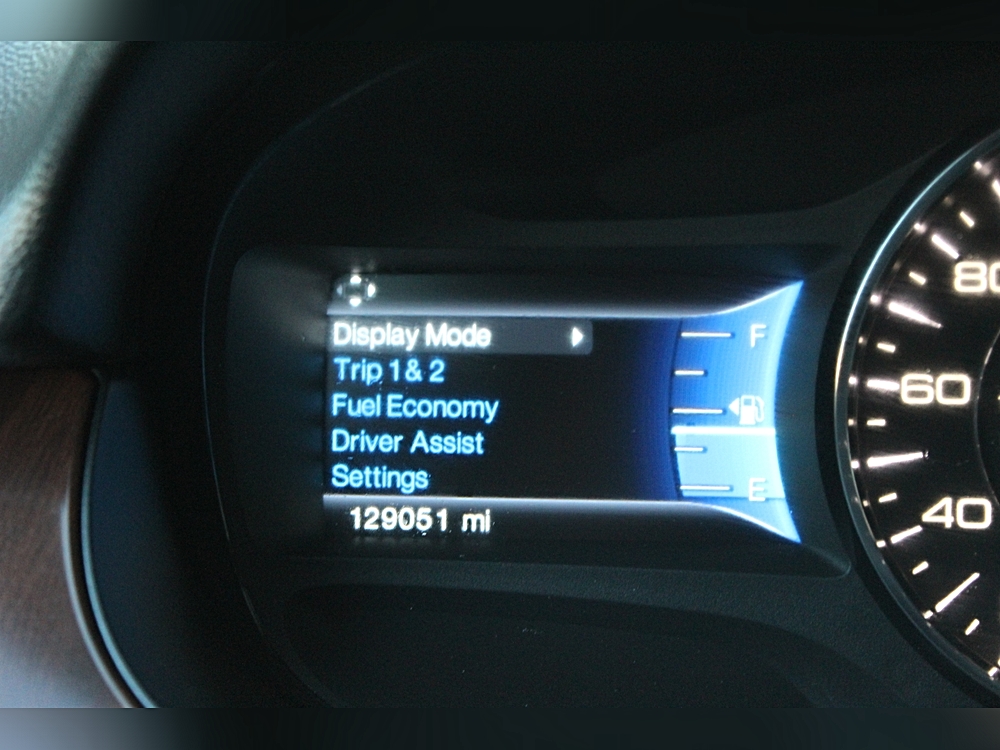 Display Mode
Trip 1 & 2
Fuel Economy
Driver Assist
Settings
129051 mi
F
E
80
60
40